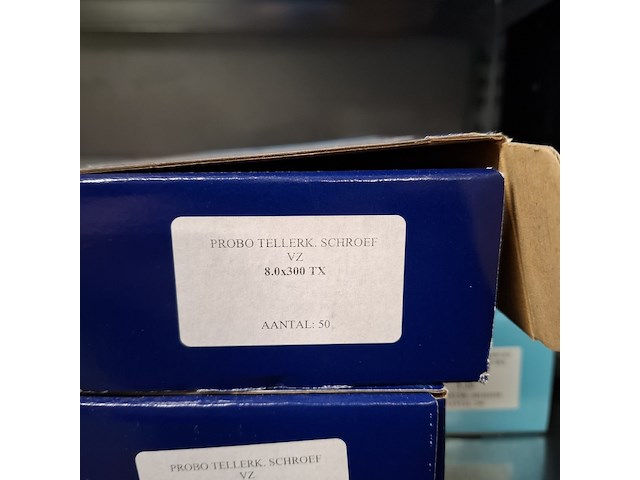 PROBO TELLERK. SCHROEF
VZ
8.0x300 TX
AANTAL: 50
PROBO TELLERK. SCHROEF
VZ